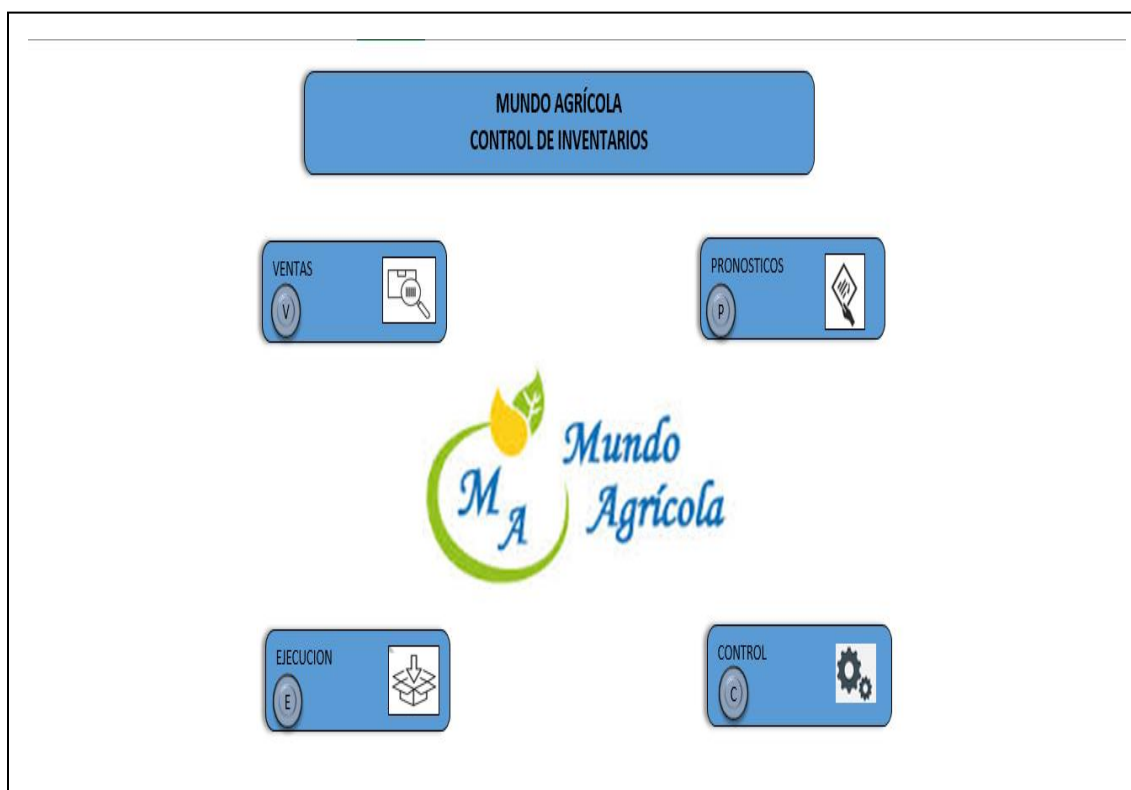 MUNDO AGRÍCOLA
CONTROL DE INVENTARIOS
VENTAS
V
PRONOSTICOS
P
M
A
Mundo
Agrícola
EJECUCION
E
CONTROL
C